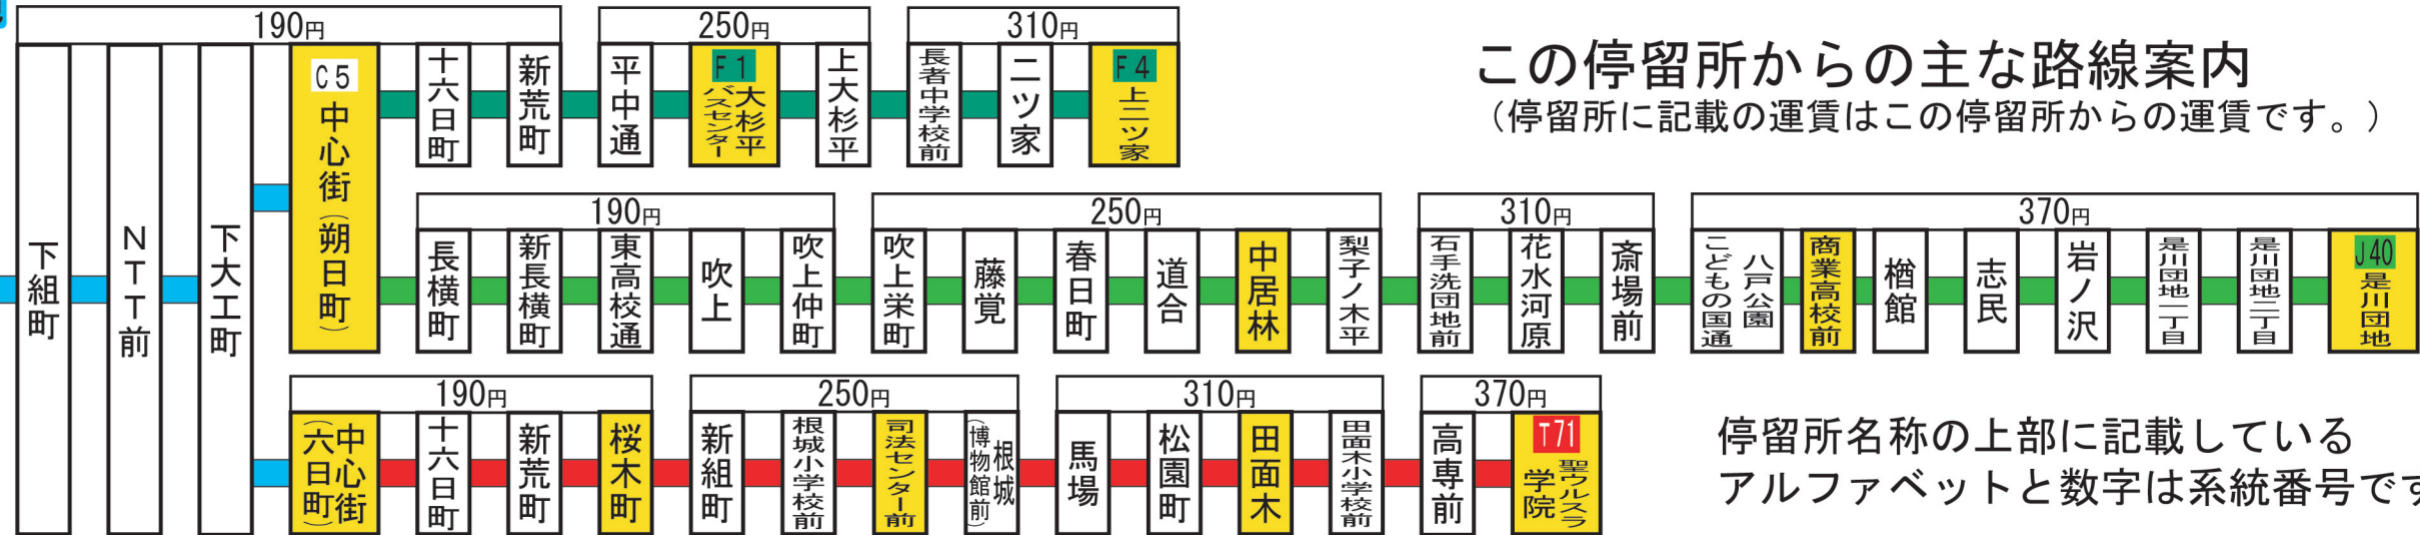 この停留所からの主な路線案内
（停留所に記載の運賃はこの停留所からの運賃です。）
190円
下組町
NTT前
下大工町
C5
中心街（朔日町）
十六日町
新荒町
250円
平中通
F1
大杉平
バスセンター
上大杉平
310円
長者中学校前
二ツ家
F4
上二ツ家
190円
長横町
新長横町
東高校通
吹上
吹上仲町
250円
吹上栄町
藤覚
春日町
道合
中居林
梨子ノ木平
310円
石手洗団地前
花水河原
斎場前
370円
八戸公園
こどもの国通
商業高校前
楢館
志民
岩ノ沢
是川団地一丁目
是川団地二丁目
J40
是川団地
190円
中心街
（六日町）
十六日町
新荒町
桜木町
250円
新組町
根城小学校前
司法センター前
根城
（博物館前）
310円
馬場
松園町
田面木
田面木小学校前
370円
高専前
T71
聖ウルスラ
学院
停留所名称の上部に記載している
アルファベットと数字は系統番号です